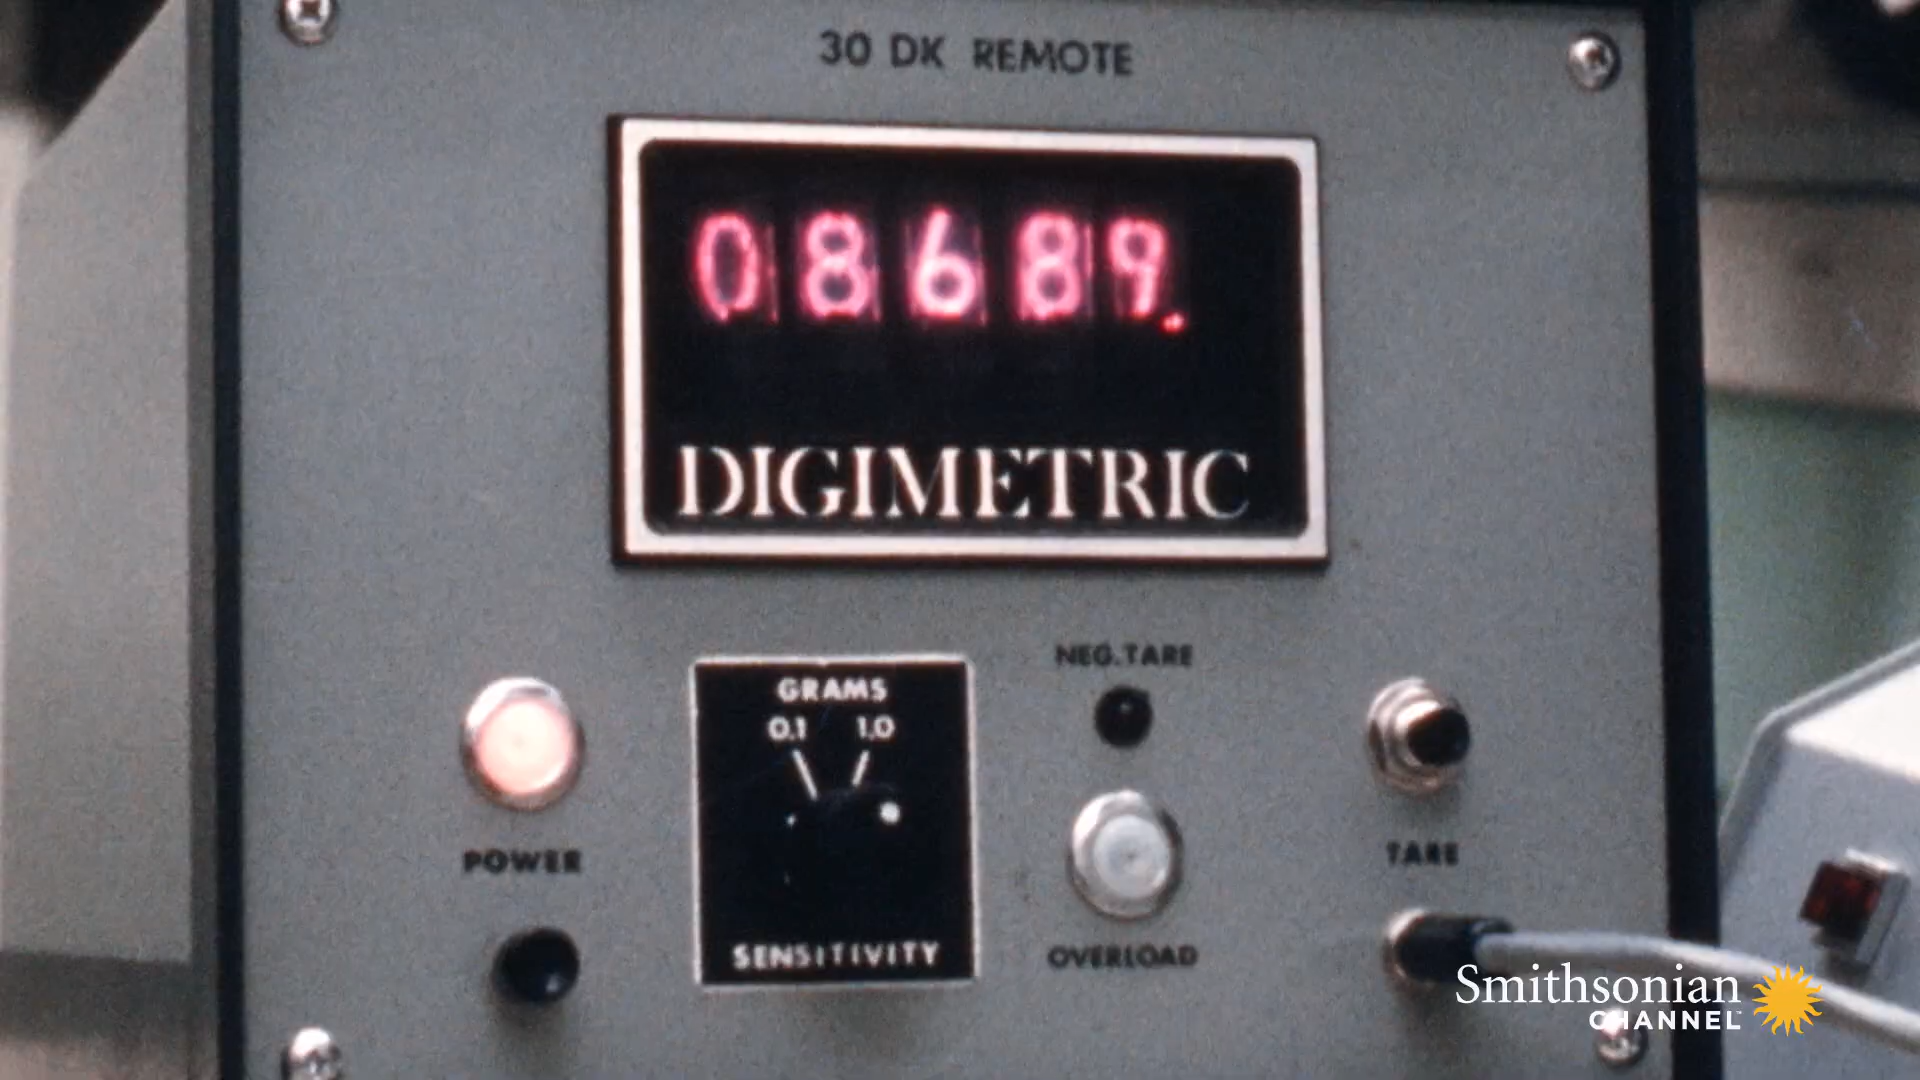 30 DK REMOTE
08689.
DIGIMETRIC
NEG.TARE
GRAMS
0.1 1.0
POWER
TARE
SENSITIVITY
OVERLOAD
Smithsonian
CHANNEL